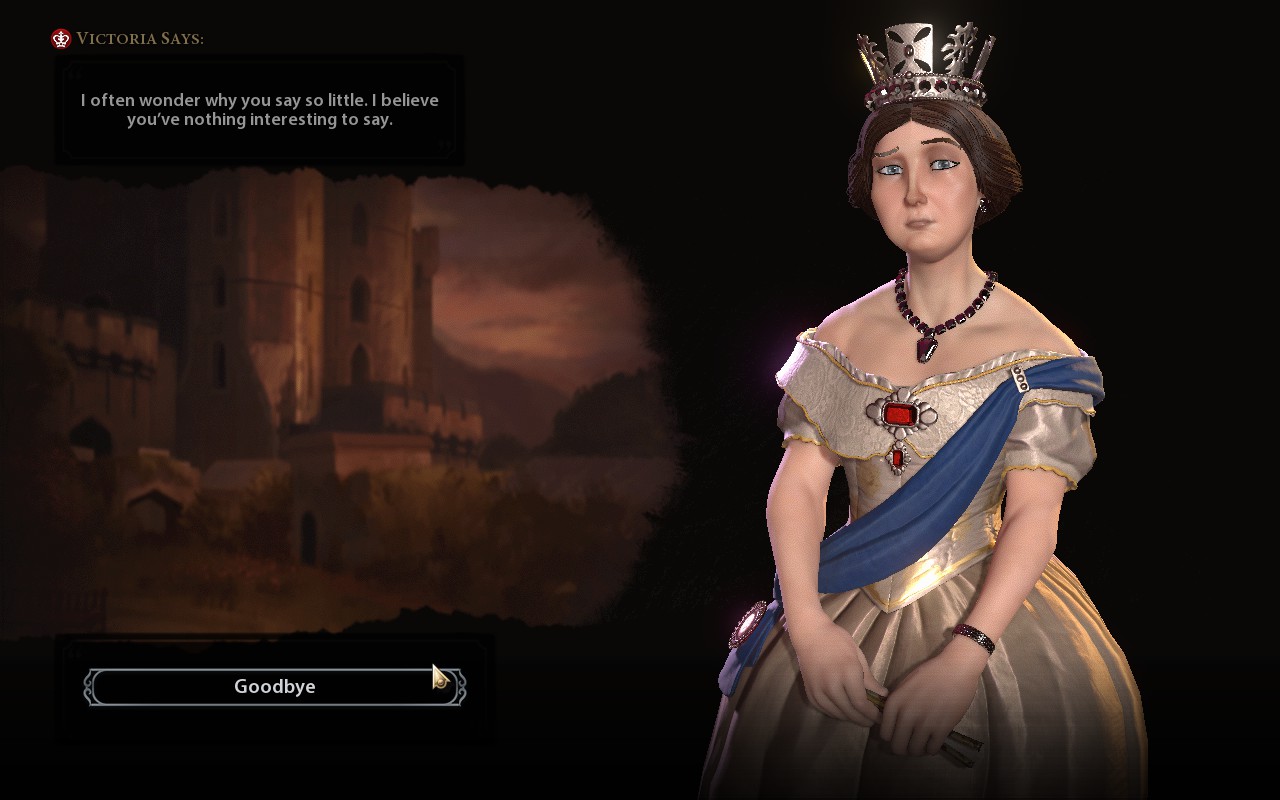 Victoria Says:
I often wonder why you say so little. I believe
you’ve nothing interesting to say.
Goodbye